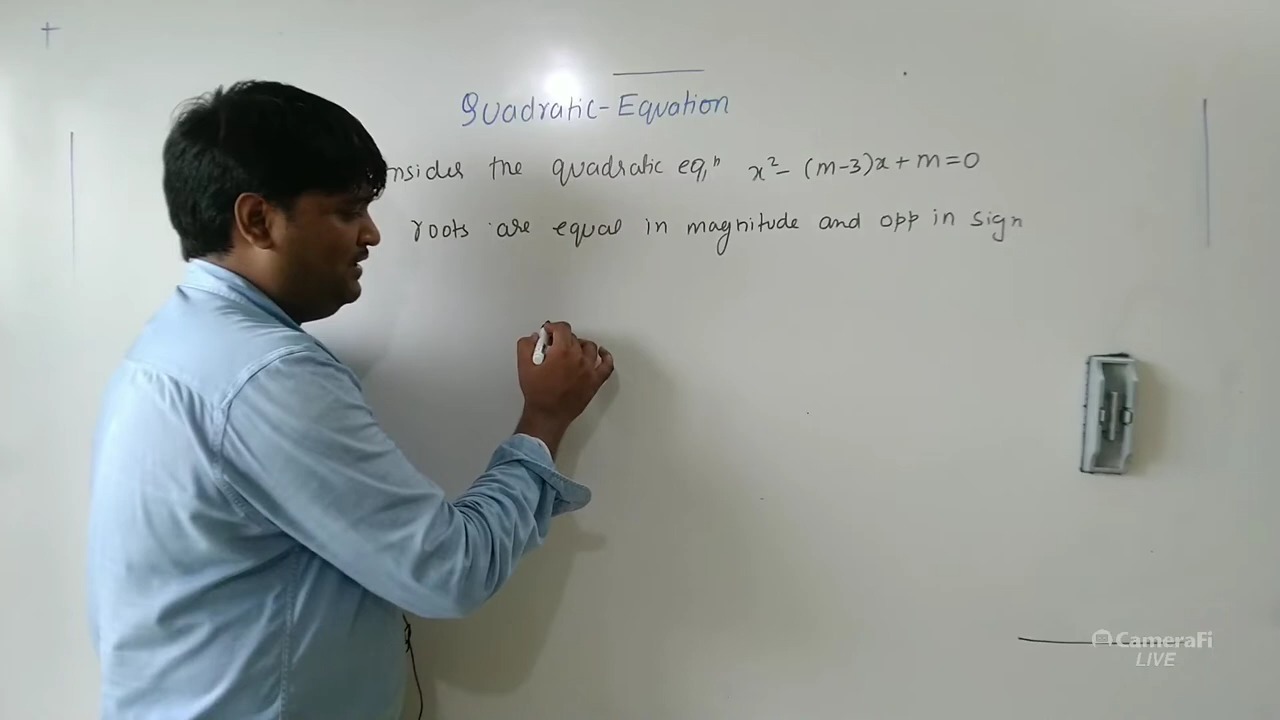 Quadratic-Equation
nsider the quadratic eqⁿ x² - (m-3)x + m = 0
roots are equal in magnitude and opp in sign
CameraFi
LIVE